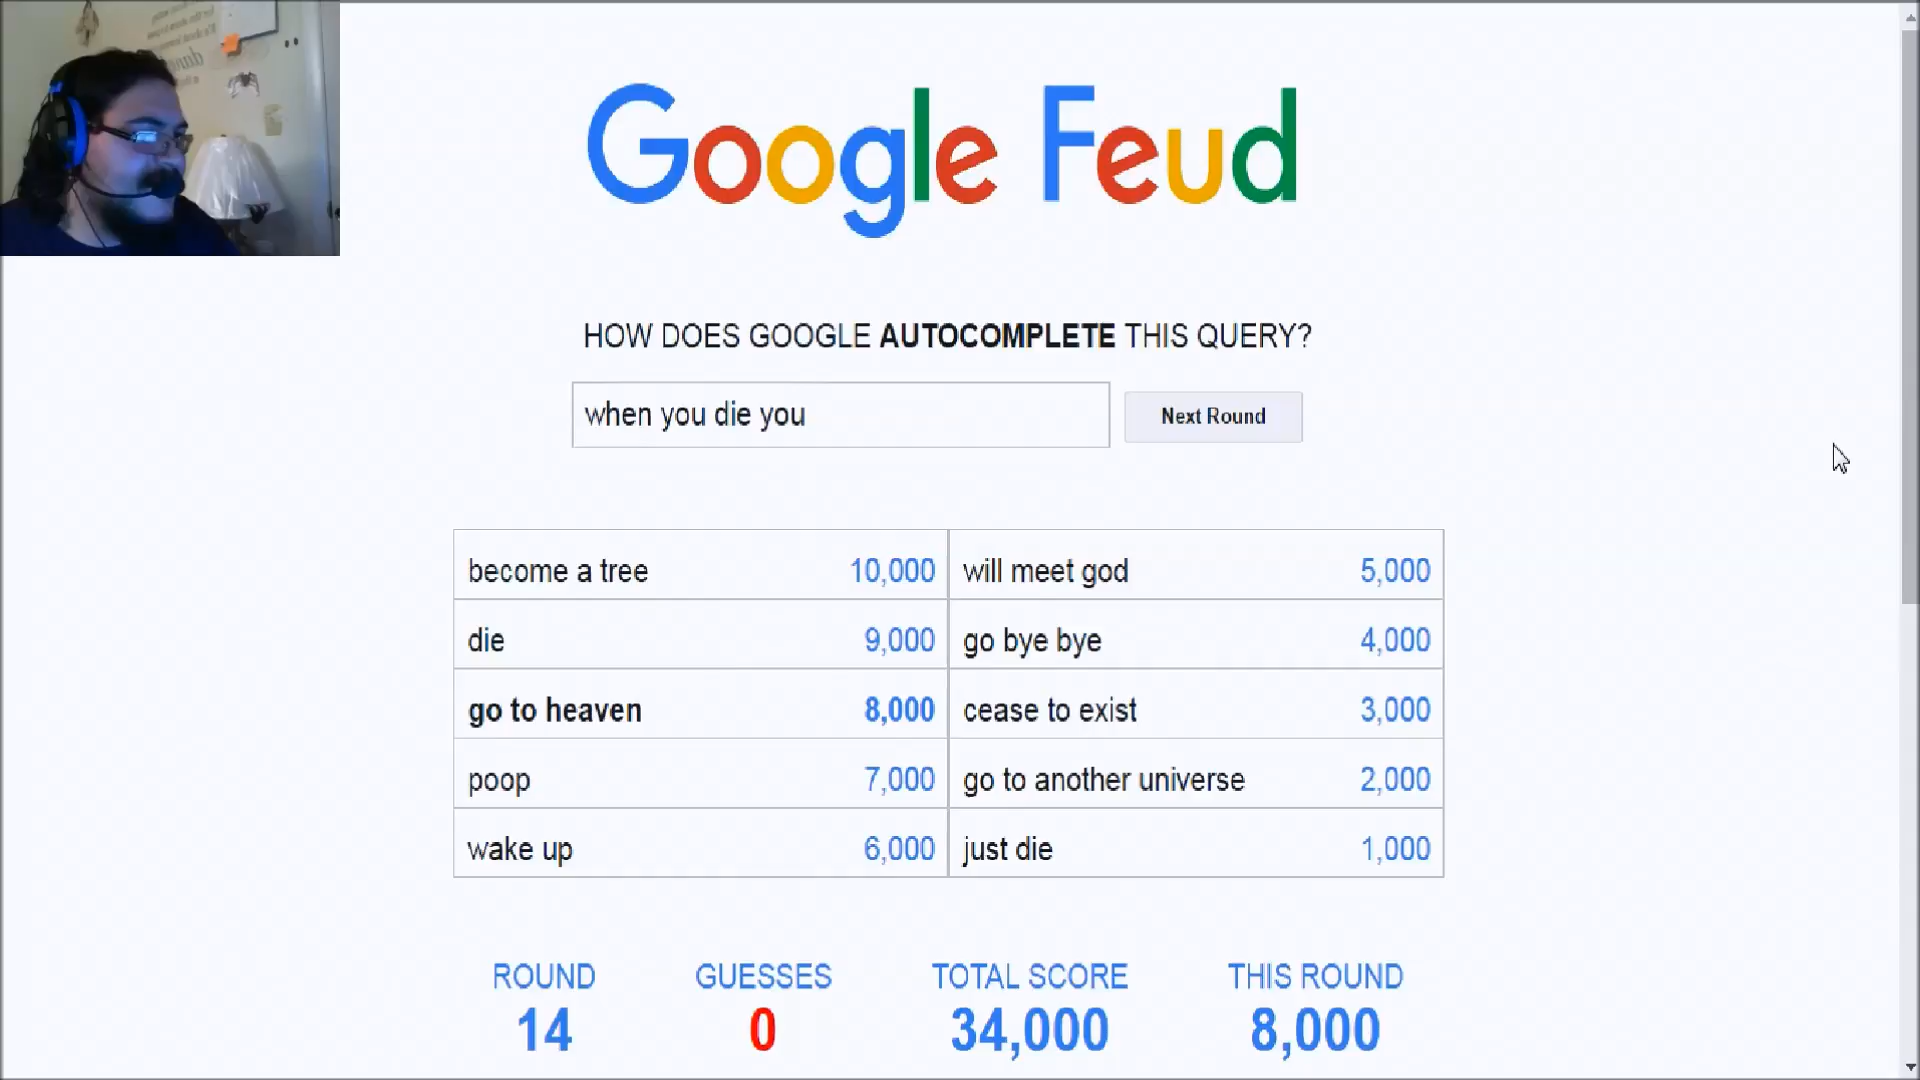 Google Feud
HOW DOES GOOGLE AUTOCOMPLETE THIS QUERY?
when you die you
Next Round
become a tree 10,000
will meet god 5,000
die 9,000
go bye bye 4,000
go to heaven 8,000
cease to exist 3,000
poop 7,000
go to another universe 2,000
wake up 6,000
just die 1,000
ROUND GUESSES TOTAL SCORE THIS ROUND
14 0 34,000 8,000